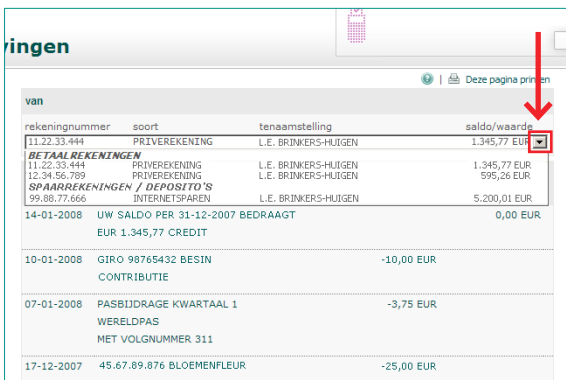 vingen
Deze pagina printen
van
rekeningnummer soort tenaamstelling saldo/waarde
11.22.33.444 PRIVEREKENING L.E. BRINKERS-HUIGEN 1.345,77 EUR
BETAALREKENINGEN
11.22.33.444 PRIVEREKENING L.E. BRINKERS-HUIGEN 1.345,77 EUR
12.34.56.789 PRIVEREKENING L.E. BRINKERS-HUIGEN 595,26 EUR
SPAARREKENINGEN / DEPOSITO'S
99.88.77.666 INTERNETSPAREN L.E. BRINKERS-HUIGEN 5.200,01 EUR
14-01-2008 UW SALDO PER 31-12-2007 BEDRAAGT 0,00 EUR
EUR 1.345,77 CREDIT
10-01-2008 GIRO 98765432 BESIN -10,00 EUR
CONTRIBUTIE
07-01-2008 PASBIJDRAGE KWARTAAL 1 -3,75 EUR
WERELDPAS
MET VOLGNUMMER 311
17-12-2007 45.67.89.876 BLOEMENFLEUR -25,00 EUR